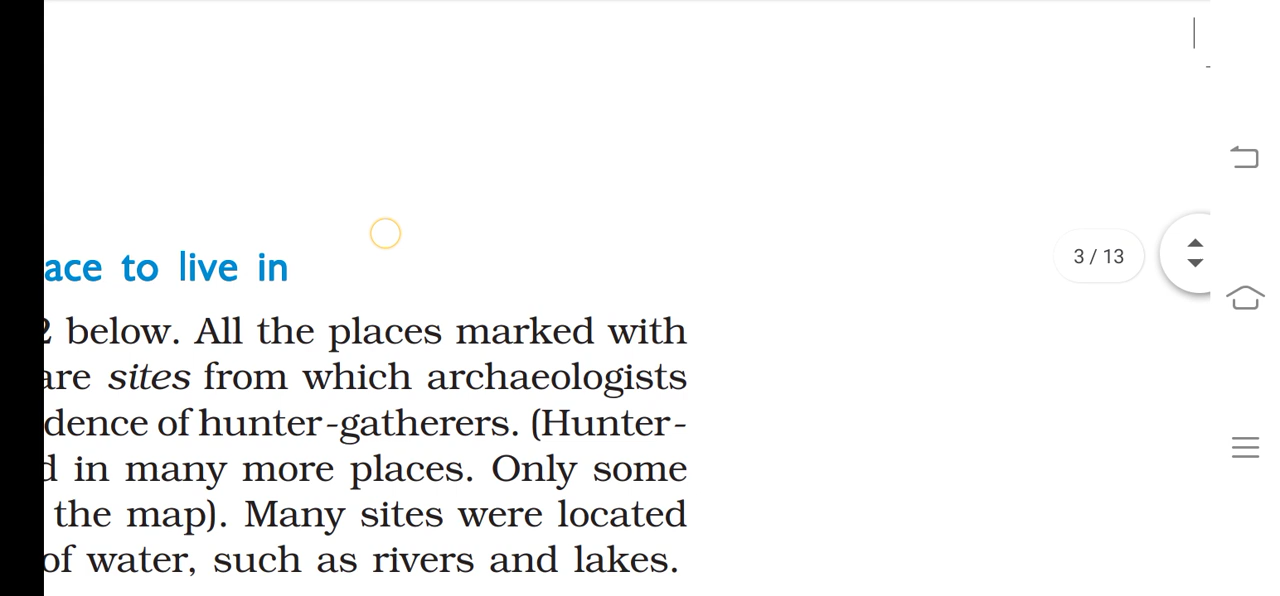 ace to live in
3 / 13
2 below. All the places marked with
are sites from which archaeologists
dence of hunter-gatherers. (Hunter-
d in many more places. Only some
the map). Many sites were located
of water, such as rivers and lakes.